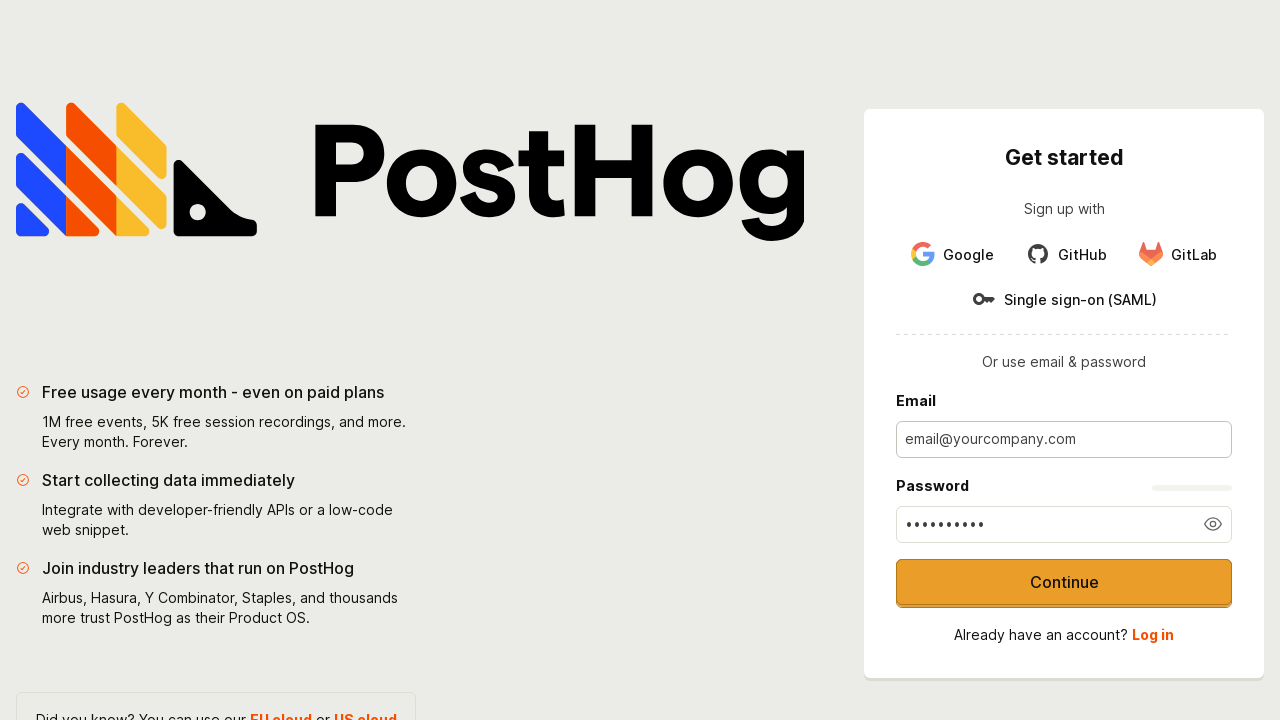 PostHog
Free usage every month - even on paid plans
1M free events, 5K free session recordings, and more.
Every month. Forever.
Start collecting data immediately
Integrate with developer-friendly APIs or a low-code
web snippet.
Join industry leaders that run on PostHog
Airbus, Hasura, Y Combinator, Staples, and thousands
more trust PostHog as their Product OS.
Did you know? You can use our EU cloud or US cloud
Get started
Sign up with
Google
GitHub
GitLab
Single sign-on (SAML)
Or use email & password
Email
email@yourcompany.com
Password
••••••••••
Continue
Already have an account? Log in